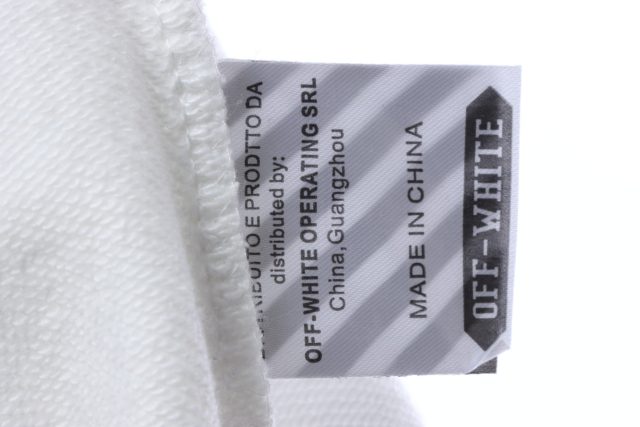 OFF-WHITE
MADE IN CHINA
China,Guangzhou
OFF-WHITE OPERATING SRL
distributed by:
E PRODTTO DA